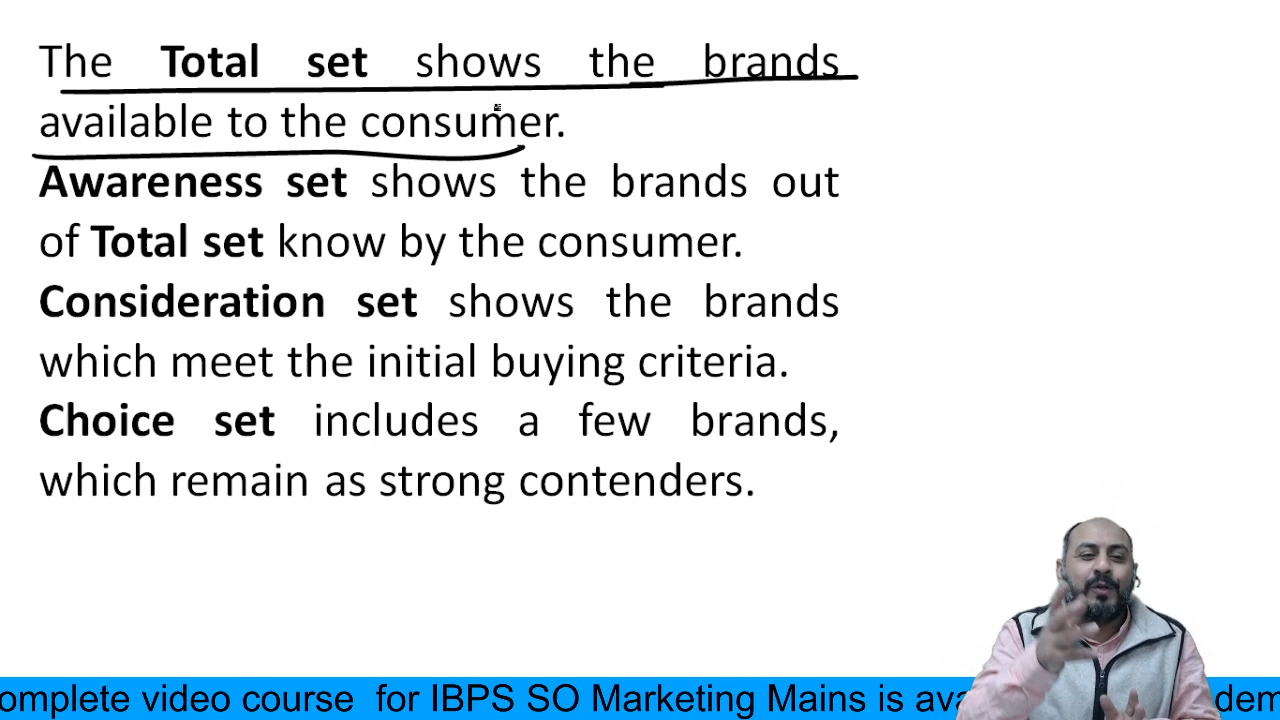 The Total set shows the brands
available to the consumer.
Awareness set shows the brands out
of Total set know by the consumer.
Consideration set shows the brands
which meet the initial buying criteria.
Choice set includes a few brands,
which remain as strong contenders.
omplete video course for IBPS SO Marketing Mains is ava dem